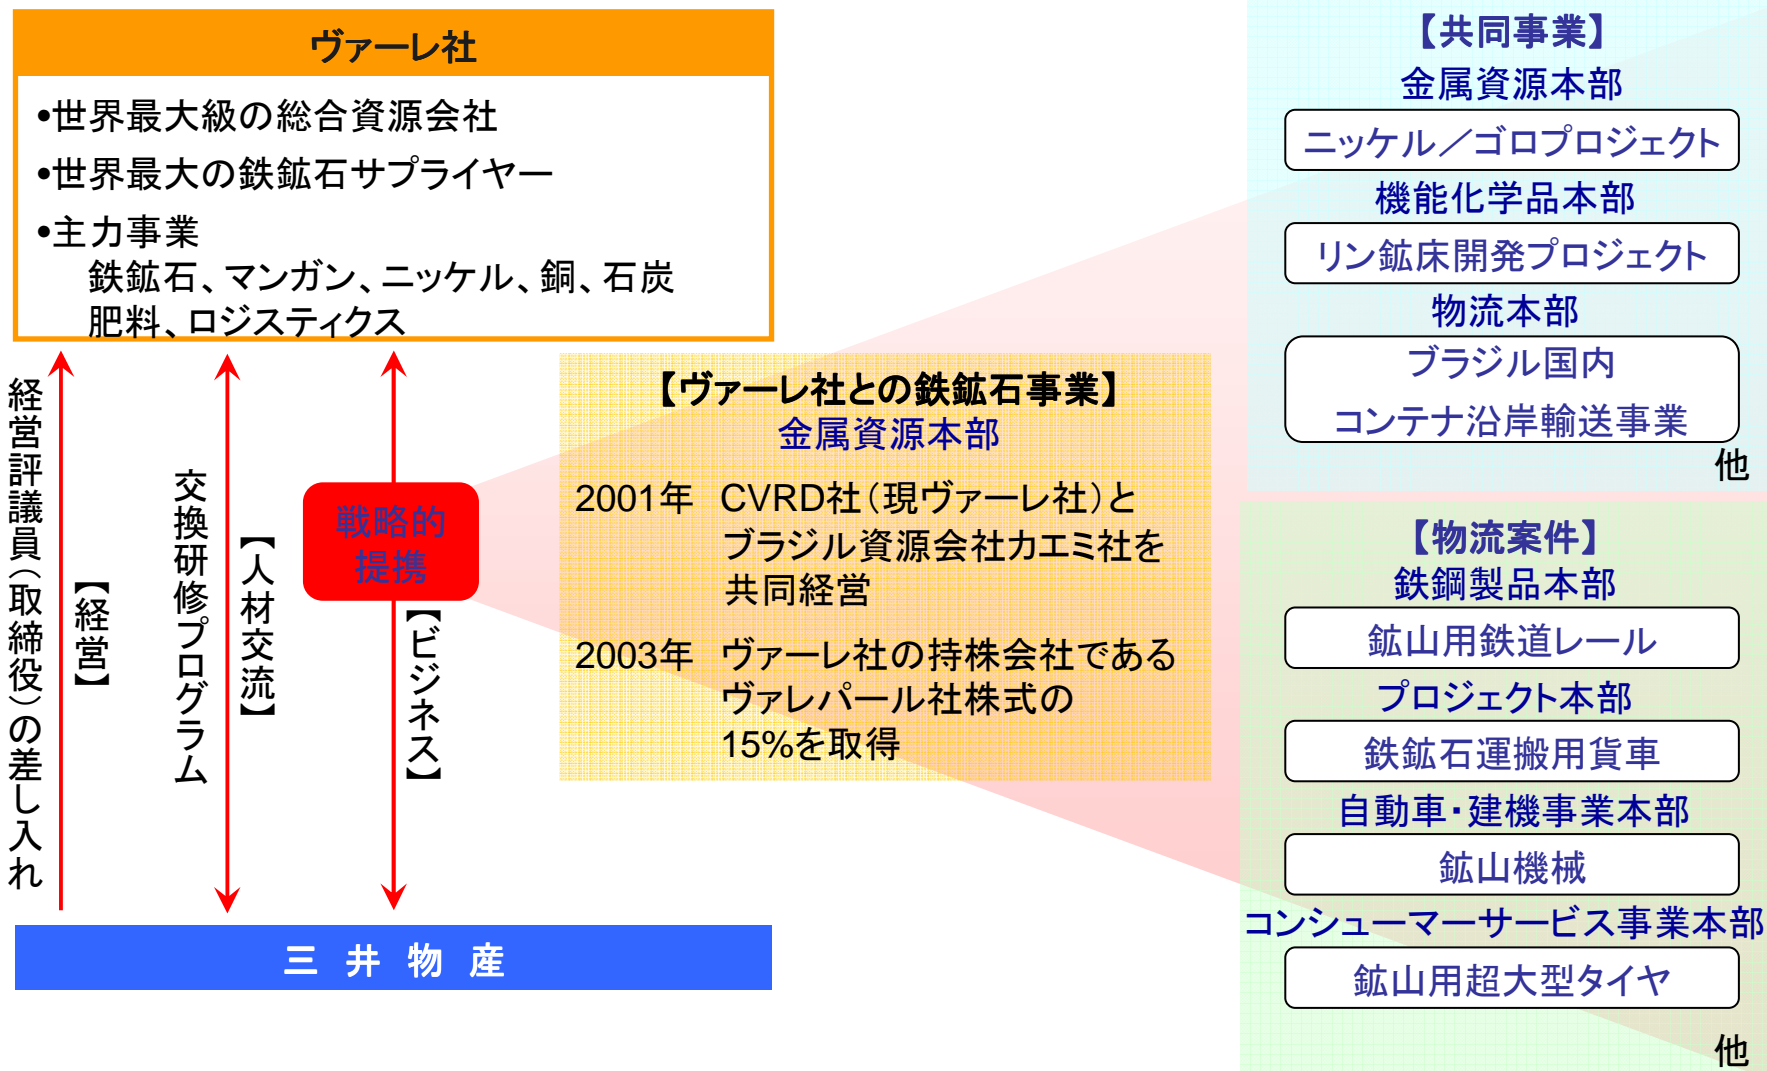 ヴァーレ社
•世界最大級の総合資源会社
•世界最大の鉄鉱石サプライヤー
•主力事業
鉄鉱石、マンガン、ニッケル、銅、石炭
肥料、ロジスティクス
経営評議員(取締役)の差し入れ
【経営】
交換研修プログラム
【人材交流】
戦略的
提携
【ビジネス】
三井物産
【ヴァーレ社との鉄鉱石事業】
金属資源本部
2001年 CVRD社(現ヴァーレ社)と
ブラジル資源会社カエミ社を
共同経営
2003年 ヴァーレ社の持株会社である
ヴァレパール社株式の
15%を取得
【共同事業】
金属資源本部
ニッケル/ゴロプロジェクト
機能化学品本部
リン鉱床開発プロジェクト
物流本部
ブラジル国内
コンテナ沿岸輸送事業
他
【物流案件】
鉄鋼製品本部
鉱山用鉄道レール
プロジェクト本部
鉄鉱石運搬用貨車
自動車・建機事業本部
鉱山機械
コンシューマーサービス事業本部
鉱山用超大型タイヤ
他